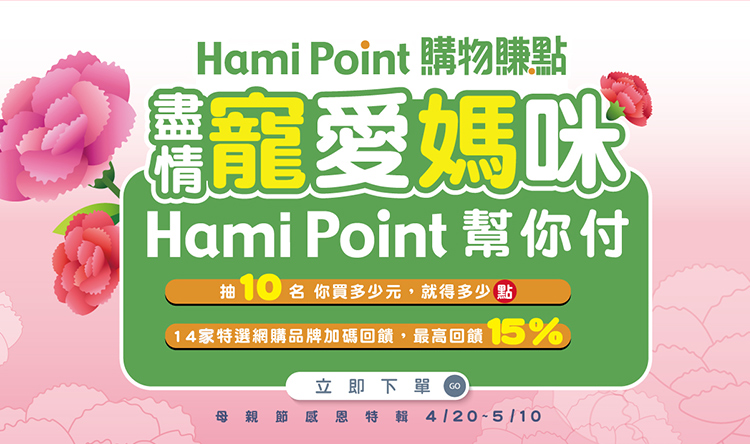 Hami Point 購物賺點
盡情寵愛媽咪
Hami Point 幫你付
抽10名 你買多少元，就得多少點
14家特選網購品牌加碼回饋，最高回饋15%
立即下單 GO
母親節感恩特輯 4/20~5/10